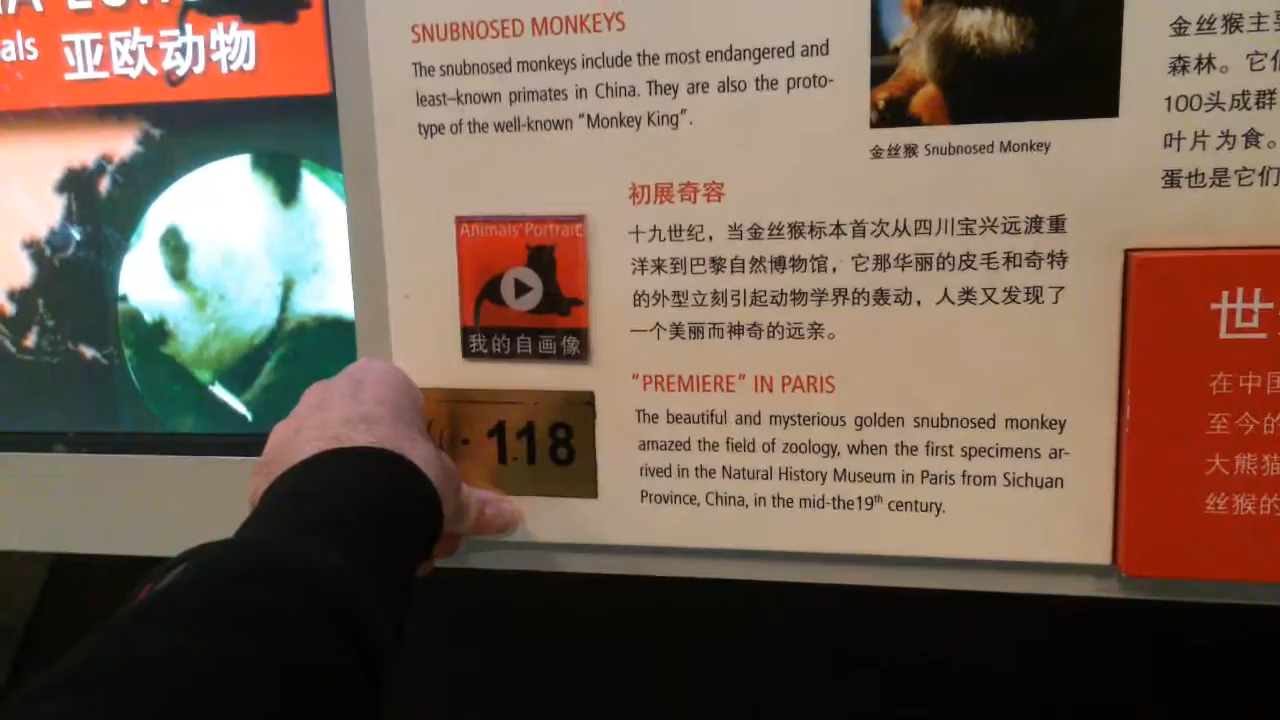 als 亚欧动物
SNUBNOSED MONKEYS
The snubnosed monkeys include the most endangered and
least-known primates in China. They are also the proto-
type of the well-known "Monkey King".
金丝猴 Snubnosed Monkey
初展奇容
十九世纪，当金丝猴标本首次从四川宝兴远渡重
洋来到巴黎自然博物馆，它那华丽的皮毛和奇特
的外型立刻引起动物学界的轰动，人类又发现了
一个美丽而神奇的远亲。
Animals' Portrait
我的自画像
118
"PREMIERE" IN PARIS
The beautiful and mysterious golden snubnosed monkey
amazed the field of zoology, when the first specimens ar-
rived in the Natural History Museum in Paris from Sichuan
Province, China, in the mid-the19th century.
金丝猴主要
森林。它们
100头成群
叶片为食。
蛋也是它们
世
在中国
至今的
大熊猫
丝猴的